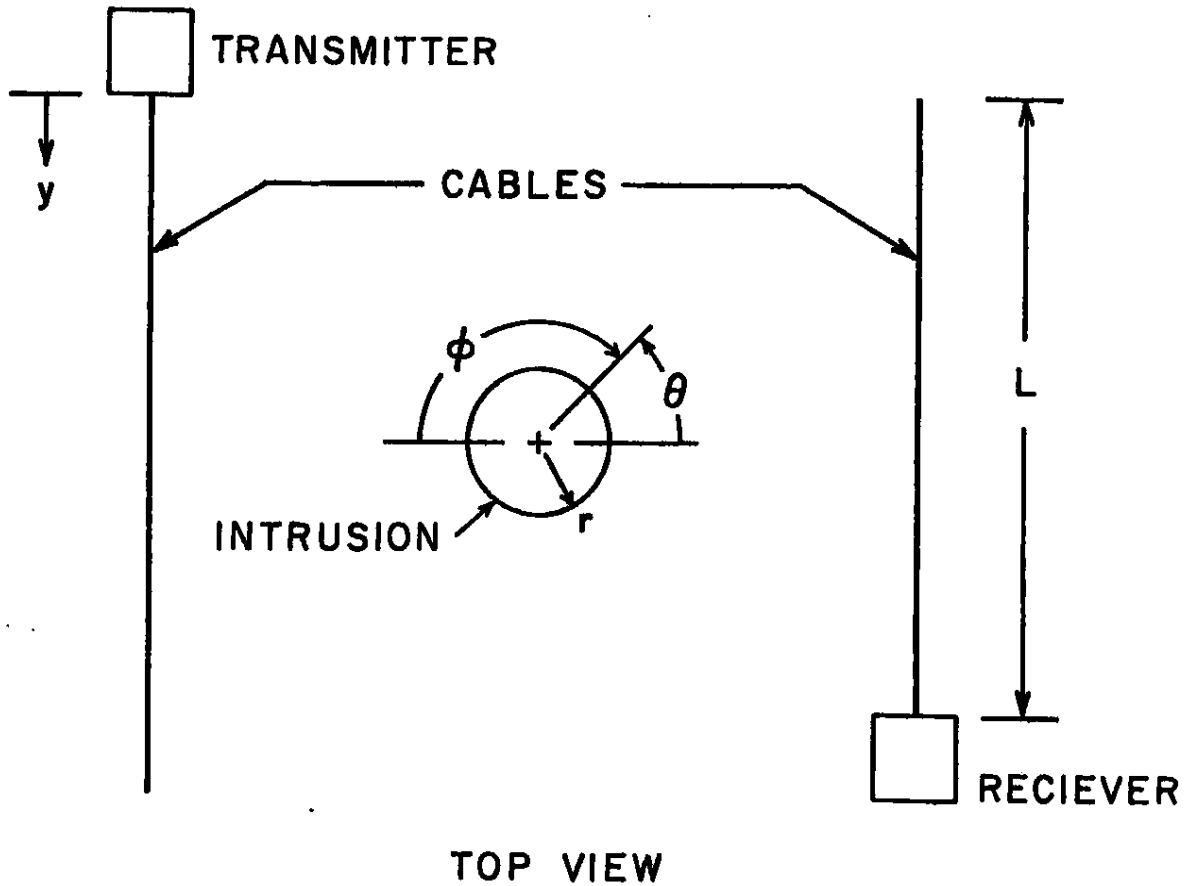 TRANSMITTER
y
CABLES
ϕ
θ
L
INTRUSION
r
RECIEVER
TOP VIEW